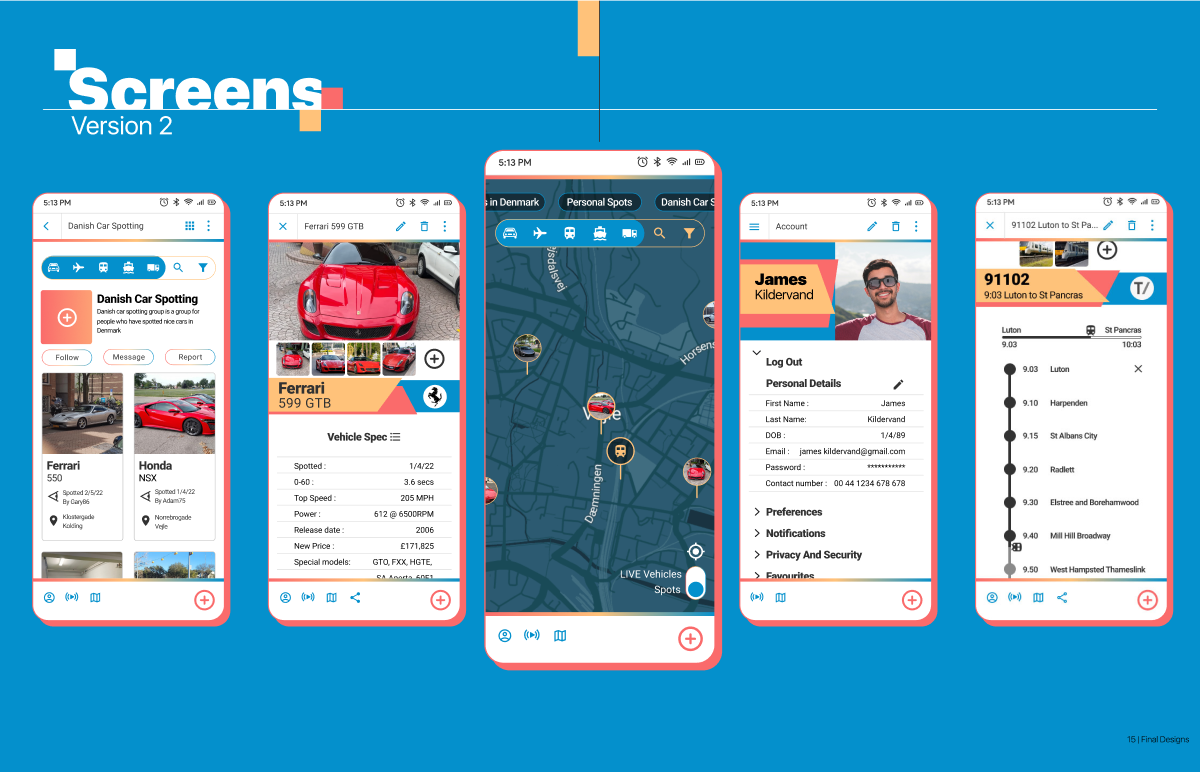 Screens
Version 2
5:13 PM
Danish Car Spotting
Danish Car Spotting
Danish car spotting group is a group for
people who have spotted nice cars in
Denmark
Follow
Message
Report
Ferrari
550
Spotted 2/5/22
By Gary86
Klostergade
Kolding
Honda
NSX
Spotted 1/4/22
By Adam75
Norrebrogade
Vejle
5:13 PM
Ferrari 599 GTB
Ferrari
599 GTB
Vehicle Spec
Spotted : 1/4/22
0-60 : 3.6 secs
Top Speed : 205 MPH
Power : 612 @ 6500RPM
Release date : 2006
New Price : £171,825
Special models: GTO, FXX, HGTE,
SA Aperta, 60F1
5:13 PM
s in Denmark
Personal Spots
Danish Car S
Horsens
Vejle
Dæmningen
LIVE Vehicles
Spots
5:13 PM
Account
James
Kildervand
Log Out
Personal Details
First Name : James
Last Name: Kildervand
DOB : 1/4/89
Email : james kildervand@gmail.com
Password : ***********
Contact number : 00 44 1234 678 678
Preferences
Notifications
Privacy And Security
Favourites
5:13 PM
91102 Luton to St Pa...
91102
9:03 Luton to St Pancras
T/
Luton St Pancras
9.03 10:03
9.03 Luton
9.10 Harpenden
9.15 St Albans City
9.20 Radlett
9.30 Elstree and Borehamwood
9.40 Mill Hill Broadway
9.50 West Hampsted Thameslink
15 | Final Designs